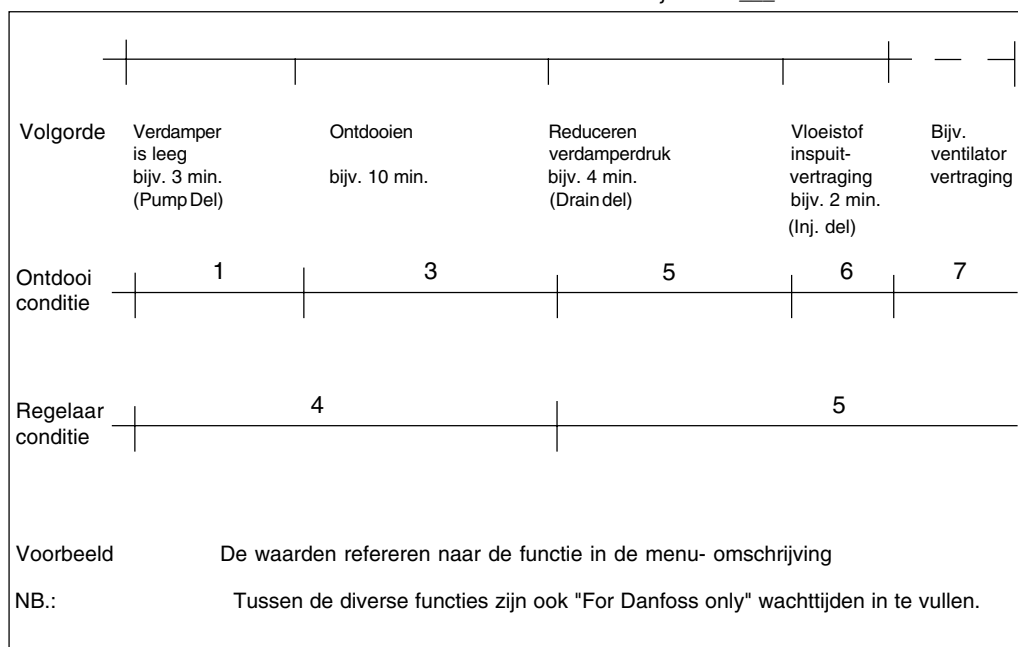 Volgorde
Verdamper
is leeg
bijv. 3 min.
(Pump Del)
Ontdooien
bijv. 10 min.
Reduceren
verdamperdruk
bijv. 4 min.
(Drain del)
Vloeistof
inspuit-
vertraging
bijv. 2 min.
(Inj. del)
Bijv.
ventilator
vertraging
Ontdooi
conditie
1
3
5
6
7
Regelaar
conditie
4
5
Voorbeeld De waarden refereren naar de functie in de menu- omschrijving
NB.: Tussen de diverse functies zijn ook "For Danfoss only" wachttijden in te vullen.